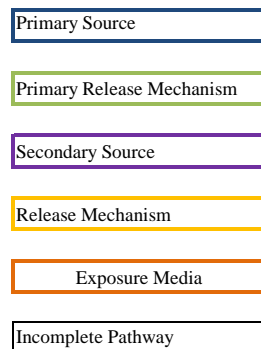 Primary Source
Primary Release Mechanism
Secondary Source
Release Mechanism
Exposure Media
Incomplete Pathway